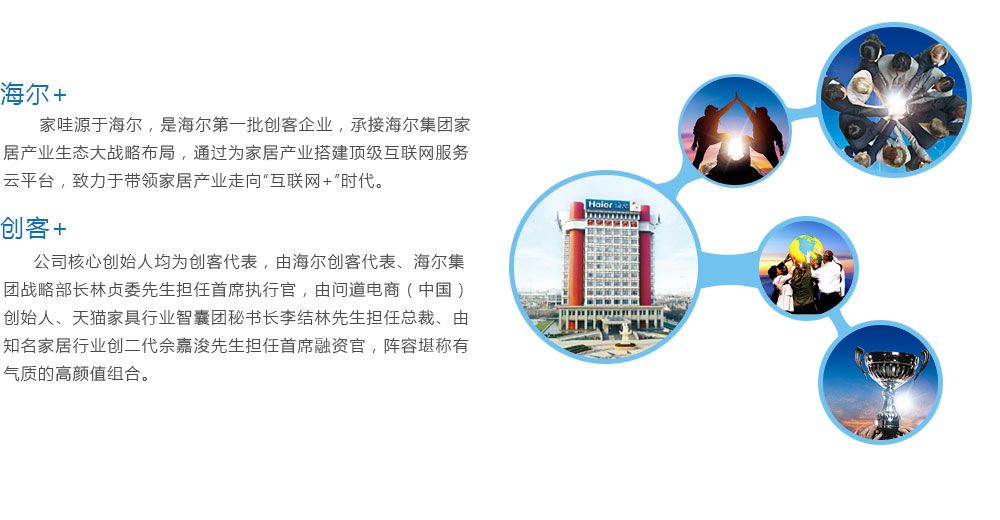 海尔+
家哇源于海尔，是海尔第一批创客企业，承接海尔集团家
居产业生态大战略布局，通过为家居产业搭建顶级互联网服务
云平台，致力于带领家居产业走向“互联网+”时代。
创客+
公司核心创始人均为创客代表，由海尔创客代表、海尔集
团战略部长林贞委先生担任首席执行官，由问道电商（中国）
创始人、天猫家具行业智囊团秘书长李结林先生担任总裁、由
知名家居行业创二代佘嘉浚先生担任首席融资官，阵容堪称有
气质的高颜值组合。
Haier